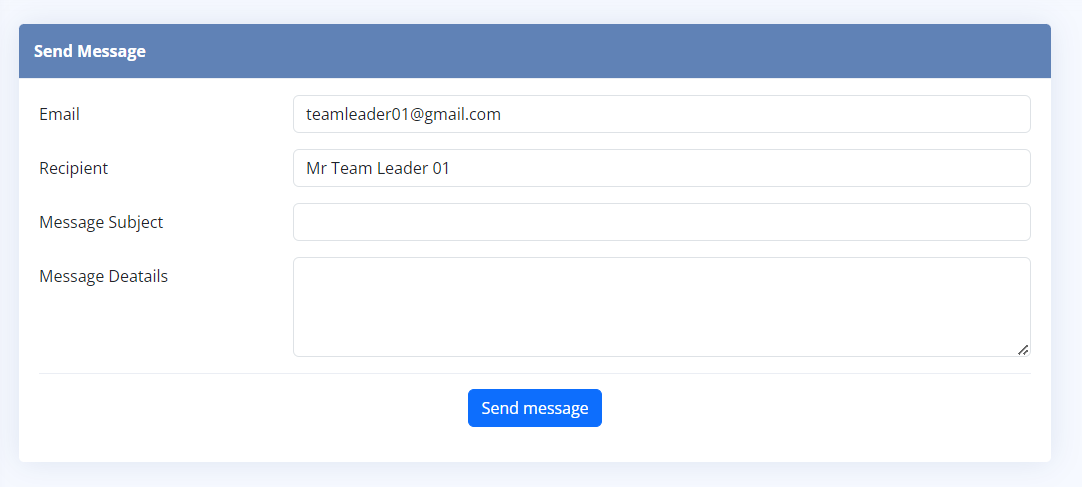 Send Message
Email teamleader01@gmail.com
Recipient Mr Team Leader 01
Message Subject
Message Deatails
Send message